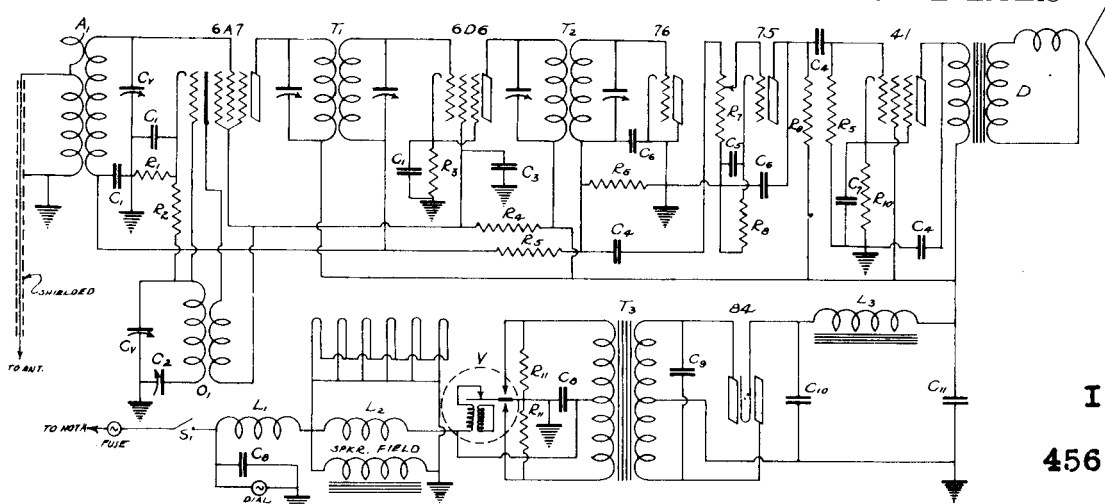 A₁
6A7
T₁
6D6
T₂
76
75
C₄
41
Cv
C₁
C₁
R₁
R₂
C₁
R₃
C₃
C₆
R₆
R₇
C₅
C₆
R₈
R₉
R₅
C₇
R₁₀
C₄
D
R₄
R₅
C₄
SHIELDED
TO ANT.
Cv
C₂
O₁
V
T₃
84
L₃
R₁₁
R₁₁
C₈
C₉
C₁₀
C₁₁
TO HOT A
FUSE
S₁
L₁
L₂
SPKR. FIELD
C₈
DIAL
I
456